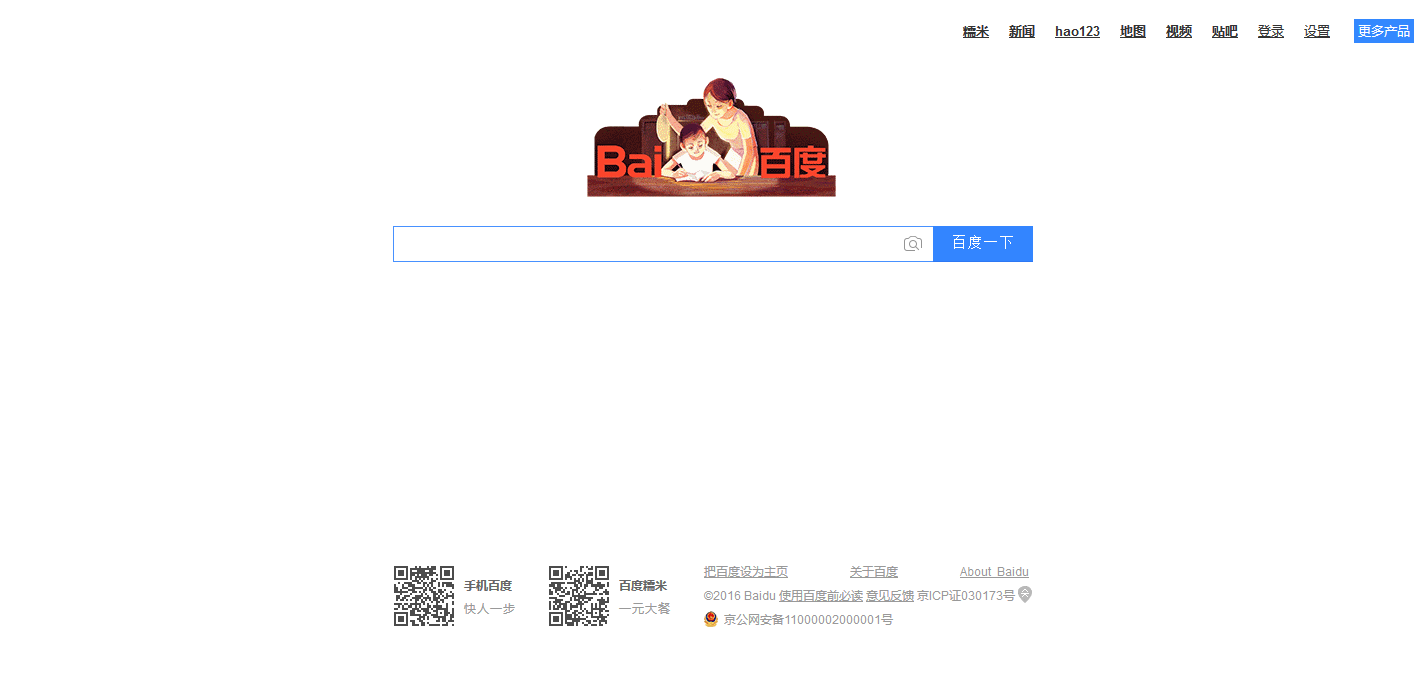 糯米 新闻 hao123 地图 视频 贴吧 登录 设置 更多产品
Bai 百度
百度一下
手机百度
快人一步
百度糯米
一元大餐
把百度设为主页 关于百度 About Baidu
©2016 Baidu 使用百度前必读 意见反馈 京ICP证030173号
京公网安备11000002000001号